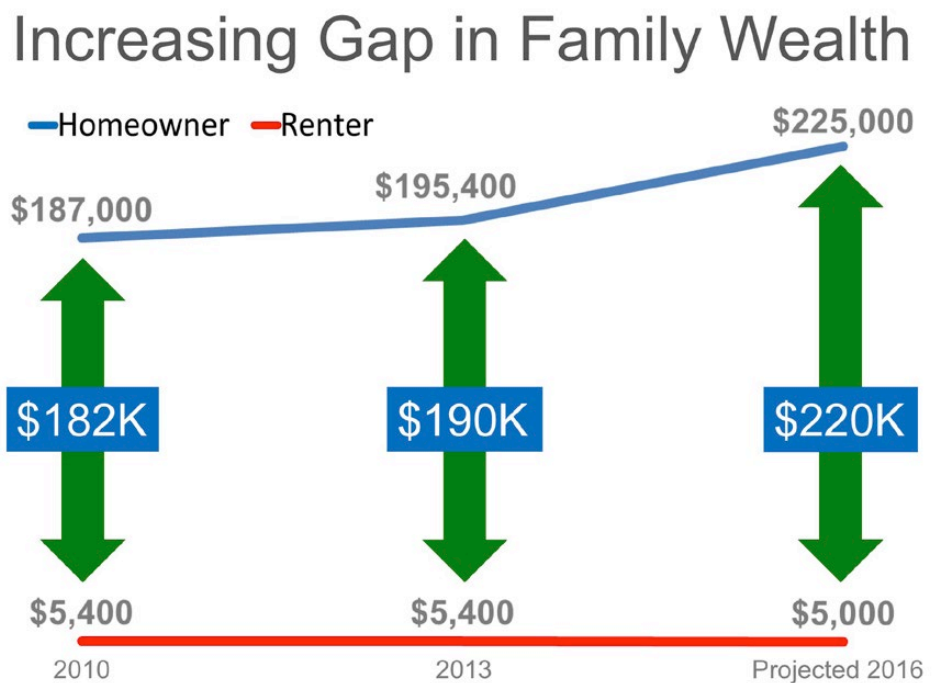 Increasing Gap in Family Wealth
Homeowner Renter
$225,000
$195,400
$187,000
$182K $190K $220K
$5,400 $5,400 $5,000
2010 2013 Projected 2016